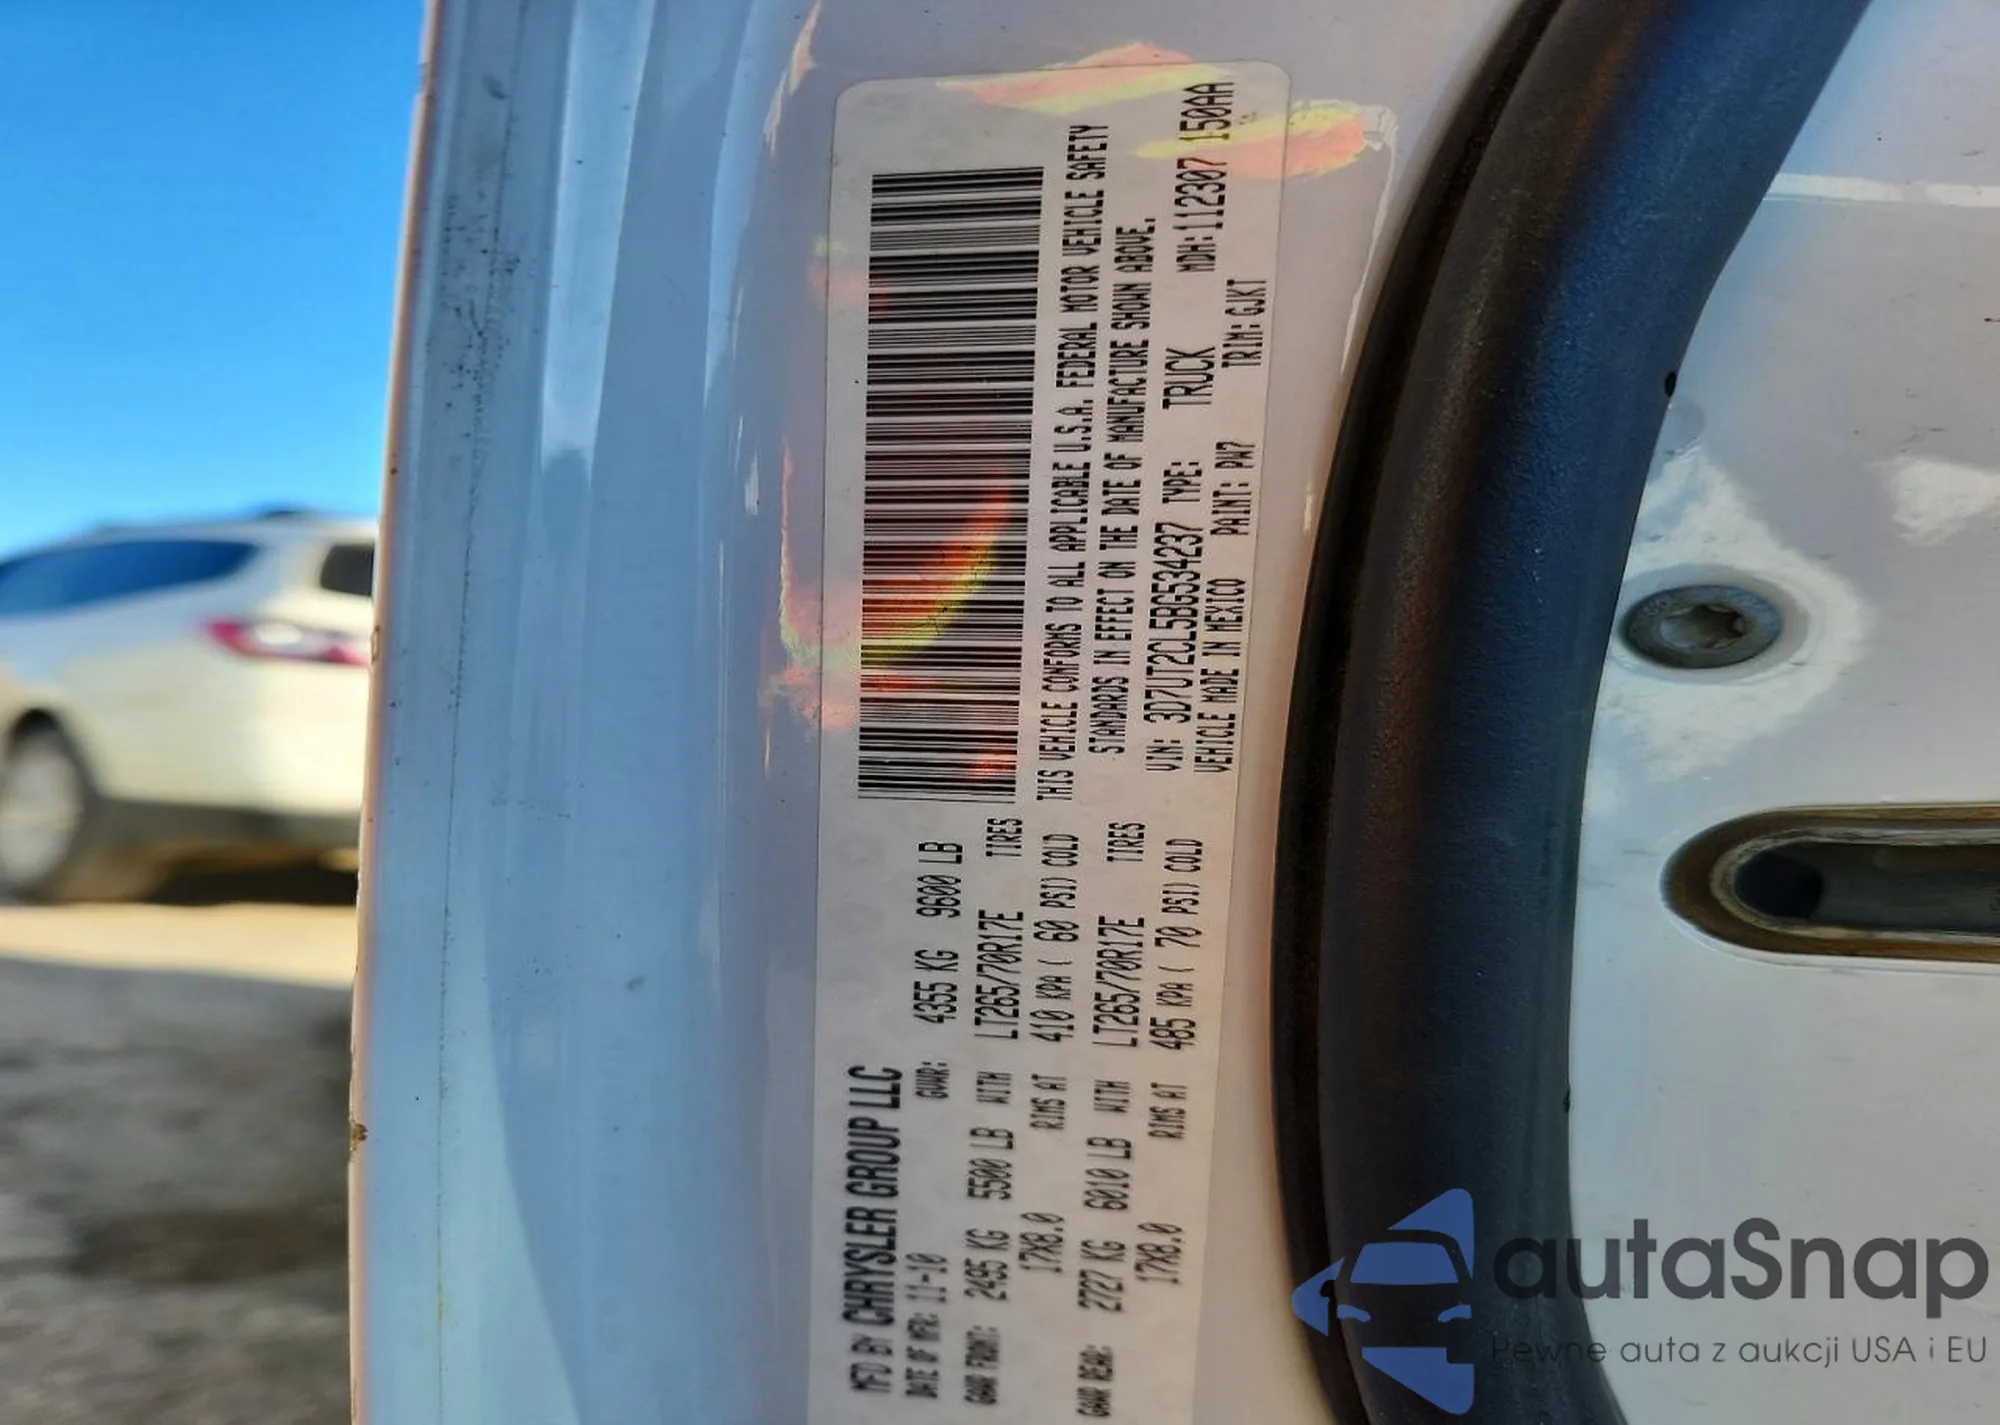 MFD BY CHRYSLER GROUP LLC
DATE OF MFR: 11-10 GVWR: 4355 KG 9600 LB
GAWR FRONT: 2495 KG 5500 LB WITH LT265/70R17E TIRES
17X8.0 RIMS AT 410 KPA ( 60 PSI) COLD
GAWR REAR: 2727 KG 6010 LB WITH LT265/70R17E TIRES
17X8.0 RIMS AT 485 KPA ( 70 PSI) COLD
THIS VEHICLE CONFORMS TO ALL APPLICABLE U.S.A. FEDERAL MOTOR VEHICLE SAFETY
STANDARDS IN EFFECT ON THE DATE OF MANUFACTURE SHOWN ABOVE.
VIN: 3D7UT2CL5BG534237 TYPE: TRUCK MDH:112307 150AA
VEHICLE MADE IN MEXICO PAINT: PW7 TRIM: GJKT
autoSnap
Pewne auta z aukcji USA i EU